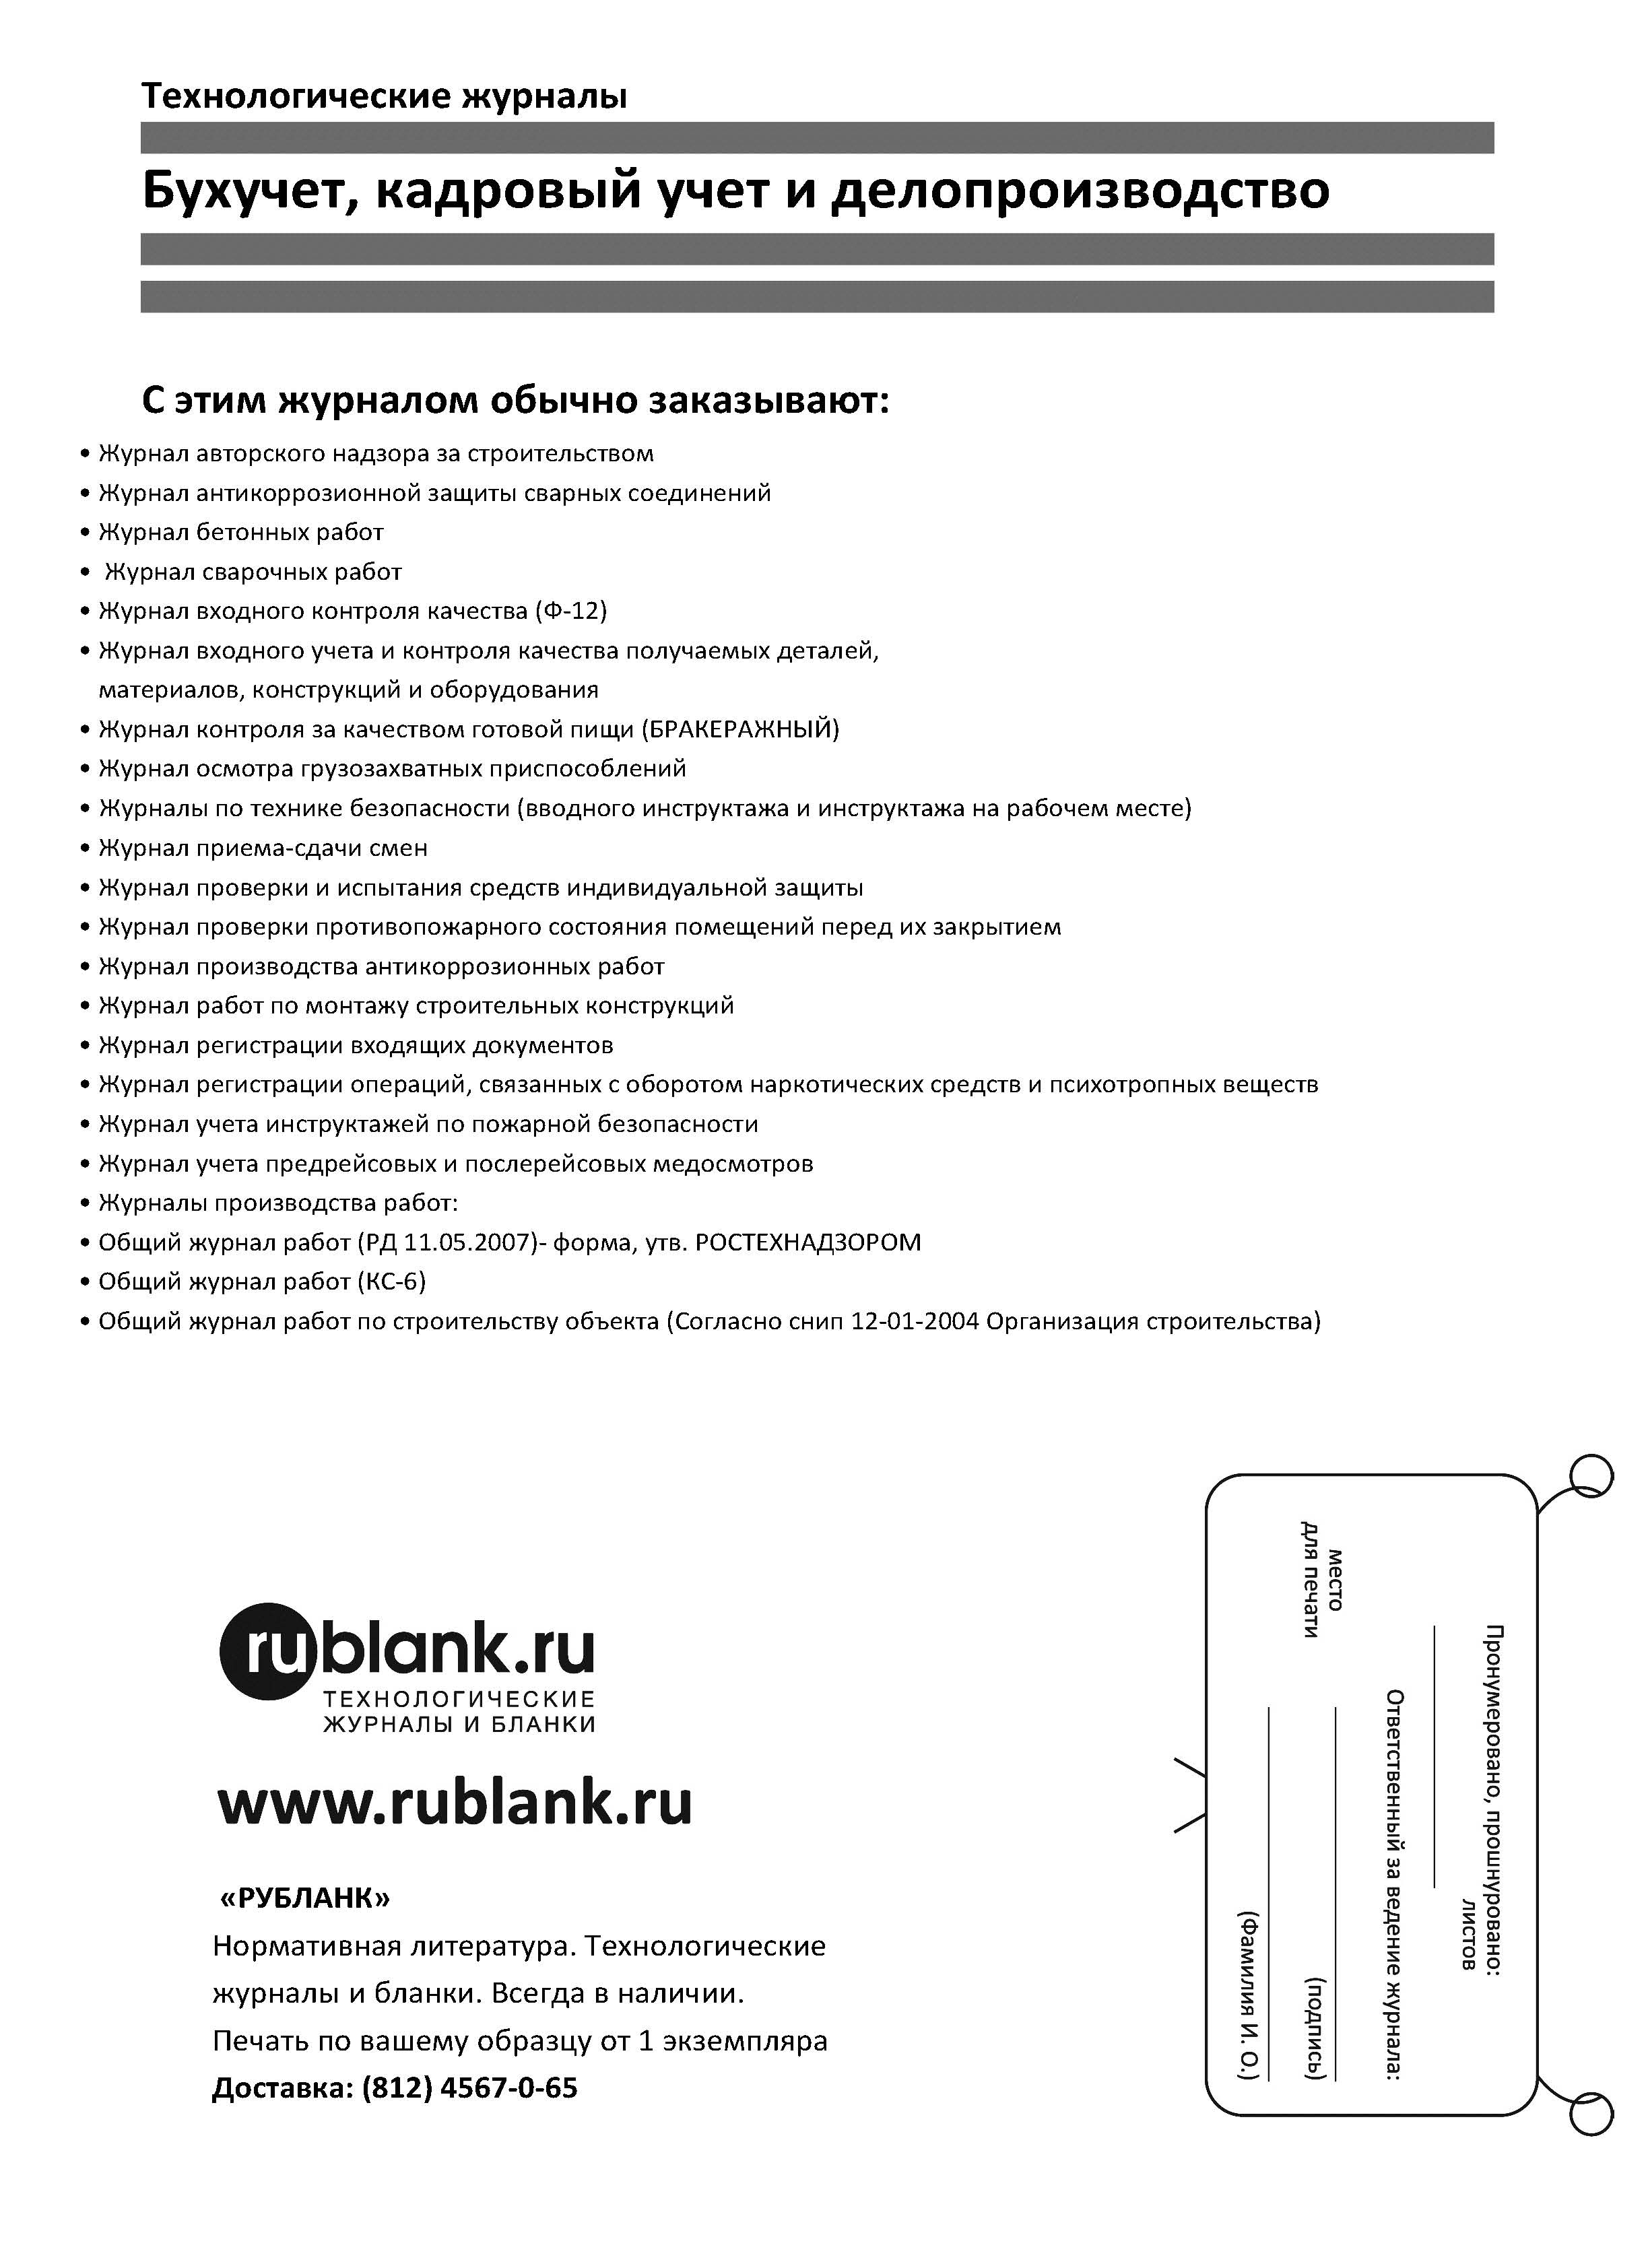 Технологические журналы
Бухучет, кадровый учет и делопроизводство
С этим журналом обычно заказывают:
• Журнал авторского надзора за строительством
• Журнал антикоррозионной защиты сварных соединений
• Журнал бетонных работ
• Журнал сварочных работ
• Журнал входного контроля качества (Ф-12)
• Журнал входного учета и контроля качества получаемых деталей,
материалов, конструкций и оборудования
• Журнал контроля за качеством готовой пищи (БРАКЕРАЖНЫЙ)
• Журнал осмотра грузозахватных приспособлений
• Журналы по технике безопасности (вводного инструктажа и инструктажа на рабочем месте)
• Журнал приема-сдачи смен
• Журнал проверки и испытания средств индивидуальной защиты
• Журнал проверки противопожарного состояния помещений перед их закрытием
• Журнал производства антикоррозионных работ
• Журнал работ по монтажу строительных конструкций
• Журнал регистрации входящих документов
• Журнал регистрации операций, связанных с оборотом наркотических средств и психотропных веществ
• Журнал учета инструктажей по пожарной безопасности
• Журнал учета предрейсовых и послерейсовых медосмотров
• Журналы производства работ:
• Общий журнал работ (РД 11.05.2007)- форма, утв. РОСТЕХНАДЗОРОМ
• Общий журнал работ (КС-6)
• Общий журнал работ по строительству объекта (Согласно снип 12-01-2004 Организация строительства)
rublank.ru
ТЕХНОЛОГИЧЕСКИЕ
ЖУРНАЛЫ И БЛАНКИ
www.rublank.ru
«РУБЛАНК»
Нормативная литература. Технологические
журналы и бланки. Всегда в наличии.
Печать по вашему образцу от 1 экземпляра
Доставка: (812) 4567-0-65
Пронумеровано, прошнуровано:
листов
Ответственный за ведение журнала:
место
для печати
(подпись)
(Фамилия И. О.)